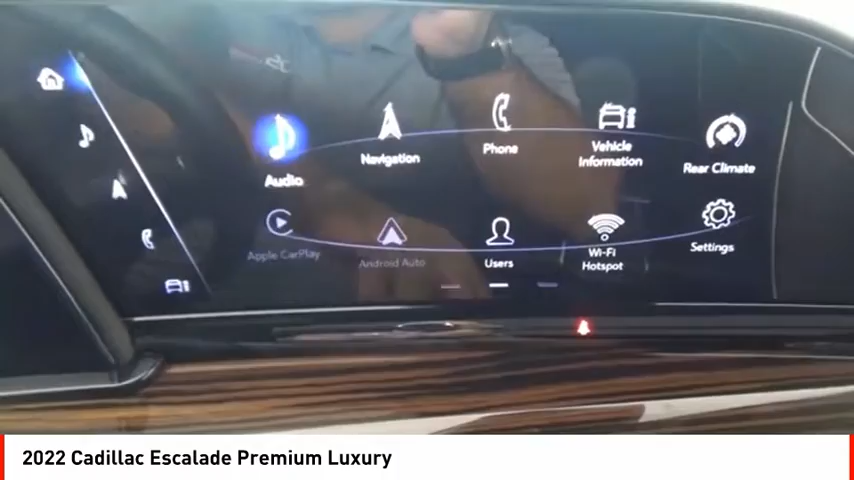 Audio
Navigation
Phone
Vehicle
Information
Rear Climate
Apple CarPlay
Android Auto
Users
Wi-Fi
Hotspot
Settings
2022 Cadillac Escalade Premium Luxury